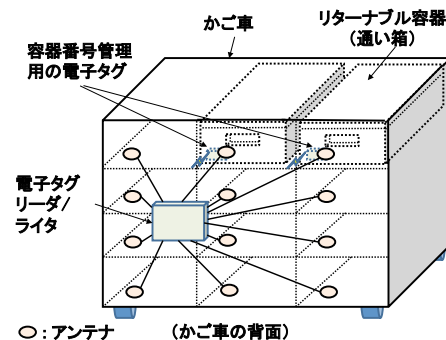 かご車
リターナブル容器
(通い箱)
容器番号管理
用の電子タグ
電子タグ
リーダ/
ライタ
○:アンテナ
(かご車の背面)